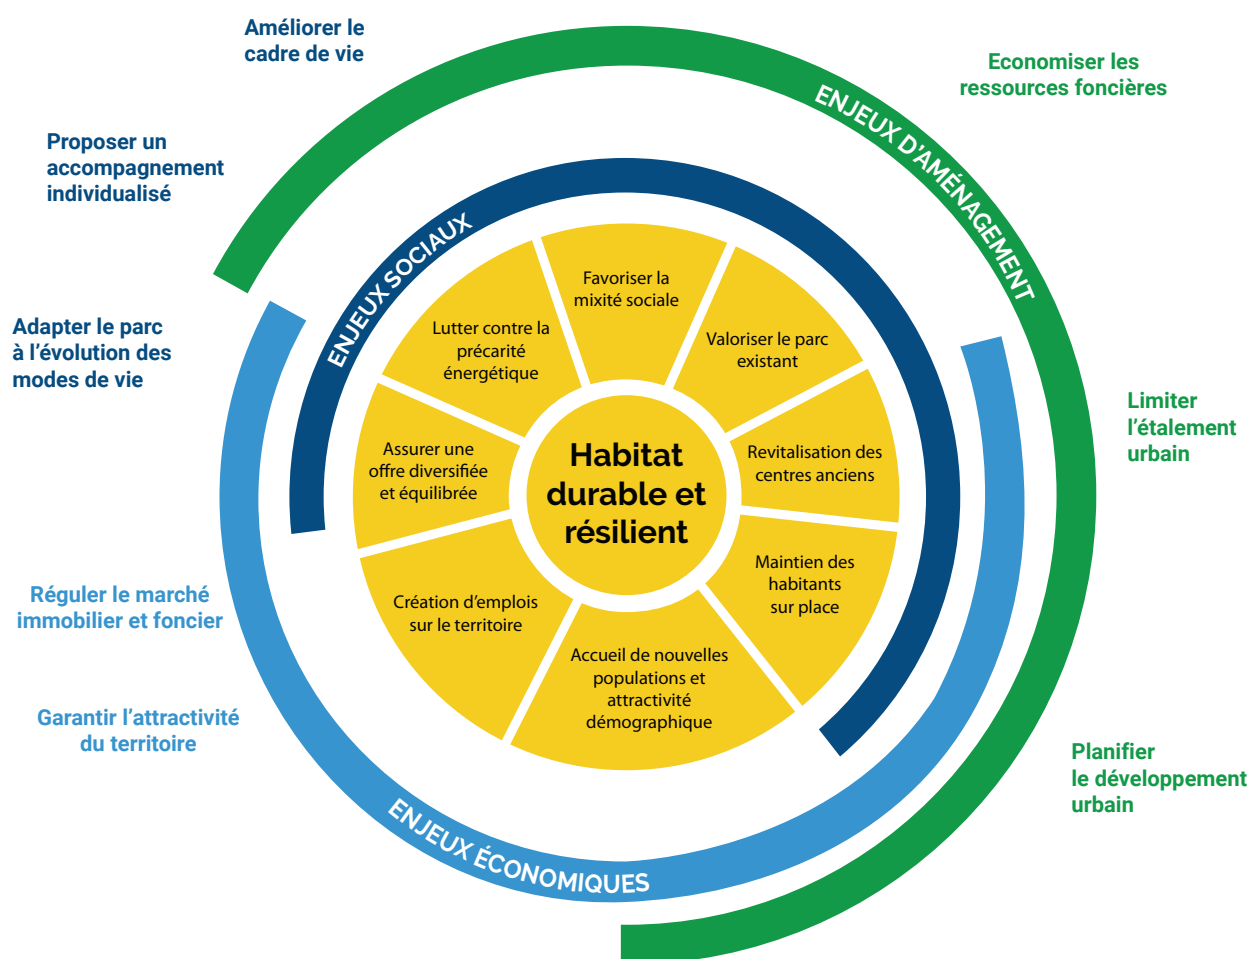 Améliorer le
cadre de vie
Economiser les
ressources foncières
ENJEUX D'AMÉNAGEMENT
Proposer un
accompagnement
individualisé
ENJEUX SOCIAUX
Adapter le parc
à l'évolution des
modes de vie
Favoriser la
mixité sociale
Lutter contre la
précarité
énergétique
Valoriser le parc
existant
Assurer une
offre diversifiée
et équilibrée
Habitat
durable et
résilient
Revitalisation des
centres anciens
Limiter
l'étalement
urbain
Maintien des
habitants
sur place
Création d'emplois
sur le territoire
Accueil de nouvelles
populations et
attractivité
démographique
Réguler le marché
immobilier et foncier
Garantir l'attractivité
du territoire
Planifier
le développement
urbain
ENJEUX ÉCONOMIQUES